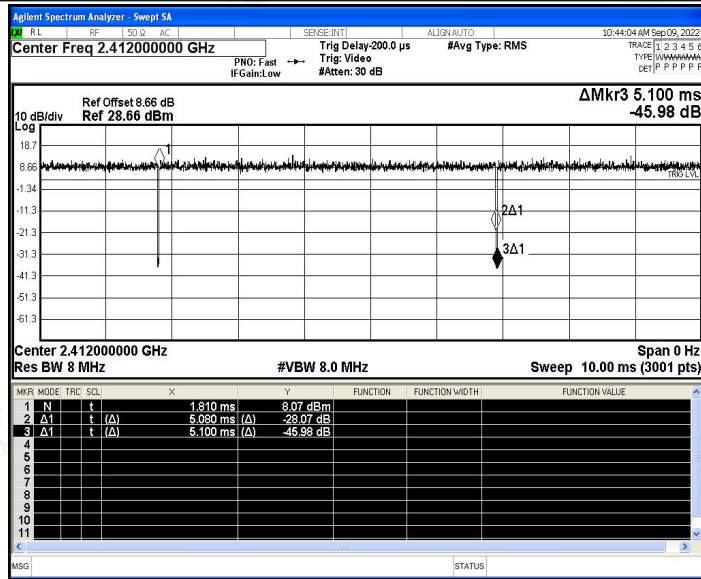 Agilent Spectrum Analyzer - Swept SA
RL RF 50 Ω AC SENSE:INT ALIGN AUTO 10:44:04 AM Sep 09, 2022
Center Freq 2.412000000 GHz
Trig Delay-200.0 µs #Avg Type: RMS TRACE 1 2 3 4 5 6
PNO: Fast Trig: Video TYPE
IFGain:Low #Atten: 30 dB DET P P P P P P
ΔMkr3 5.100 ms
Ref Offset 8.66 dB
10 dB/div Ref 28.66 dBm -45.98 dB
Log
18.7
1
8.66
TRIG LVL
-1.34
-11.3
2Δ1
-21.3
-31.3
3Δ1
-41.3
-51.3
-61.3
Center 2.412000000 GHz Span 0 Hz
Res BW 8 MHz #VBW 8.0 MHz Sweep 10.00 ms (3001 pts)
MKR MODE TRC SCL X Y FUNCTION FUNCTION WIDTH FUNCTION VALUE
1 N t 1.810 ms 8.07 dBm
2 Δ1 t (Δ) 5.080 ms (Δ) -28.07 dB
3 Δ1 t (Δ) 5.100 ms (Δ) -45.98 dB
4
5
6
7
8
9
10
11
MSG STATUS